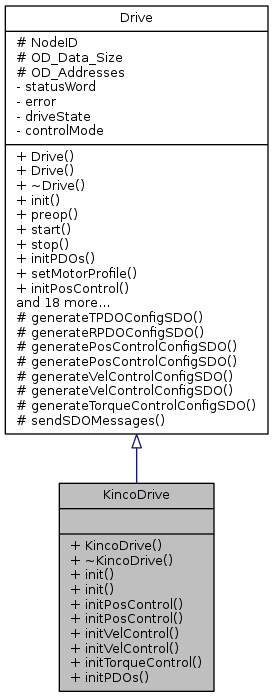 Drive
# NodeID
# OD_Data_Size
# OD_Addresses
- statusWord
- error
- driveState
- controlMode
+ Drive()
+ Drive()
+ ~Drive()
+ init()
+ preop()
+ start()
+ stop()
+ initPDOs()
+ setMotorProfile()
+ initPosControl()
and 18 more...
# generateTPDOConfigSDO()
# generateRPDOConfigSDO()
# generatePosControlConfigSDO()
# generatePosControlConfigSDO()
# generateVelControlConfigSDO()
# generateVelControlConfigSDO()
# generateTorqueControlConfigSDO()
# sendSDOMessages()
KincoDrive
+ KincoDrive()
+ ~KincoDrive()
+ init()
+ init()
+ initPosControl()
+ initPosControl()
+ initVelControl()
+ initVelControl()
+ initTorqueControl()
+ initPDOs()